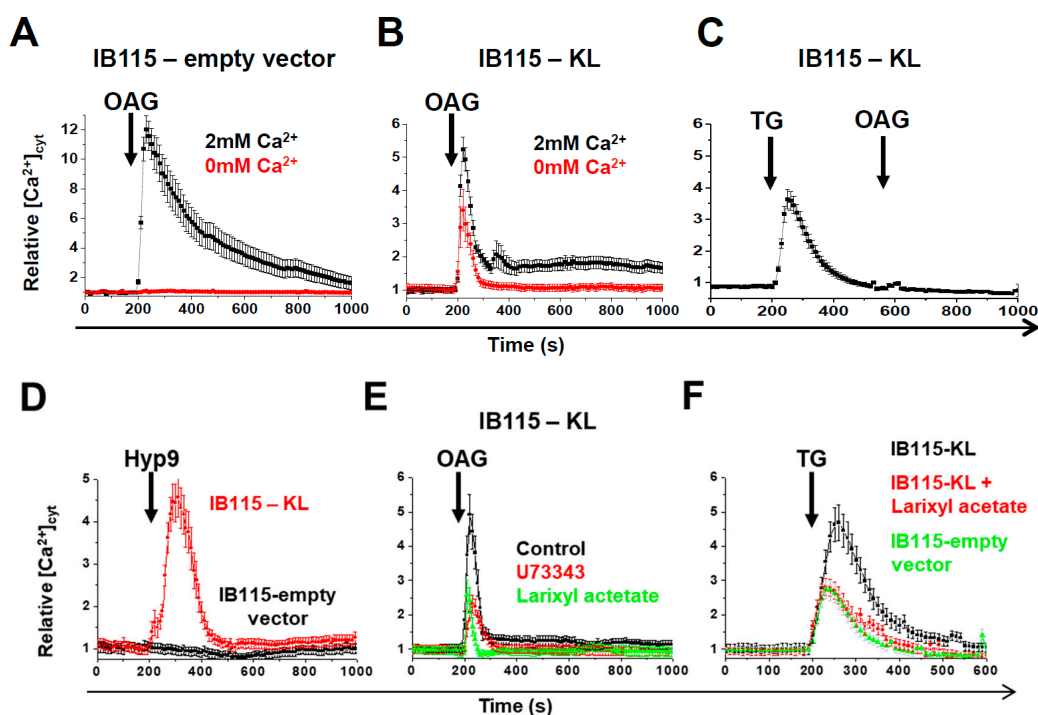 A
IB115 – empty vector
OAG
2mM Ca2+
0mM Ca2+
12
10
8
6
4
2
0 200 400 600 800 1000
Relative [Ca2+]cyt
B
IB115 – KL
OAG
2mM Ca2+
0mM Ca2+
6
5
4
3
2
1
0 200 400 600 800 1000
C
IB115 – KL
TG
OAG
6
5
4
3
2
1
0
0 200 400 600 800 1000
Time (s)
D
Hyp9
IB115 – KL
IB115-empty
vector
5
4
3
2
1
0 200 400 600 800 1000
Relative [Ca2+]cyt
E
IB115 – KL
OAG
Control
U73343
Larixyl actetate
6
5
4
3
2
1
0
0 200 400 600 800 1000
F
TG
IB115-KL
IB115-KL +
Larixyl acetate
IB115-empty
vector
6
5
4
3
2
1
0 100 200 300 400 500 600
Time (s)